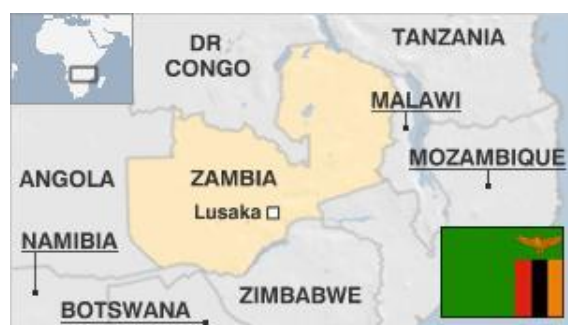 DR
CONGO
TANZANIA
MALAWI
MOZAMBIQUE
ANGOLA
ZAMBIA
Lusaka
NAMIBIA
ZIMBABWE
BOTSWANA